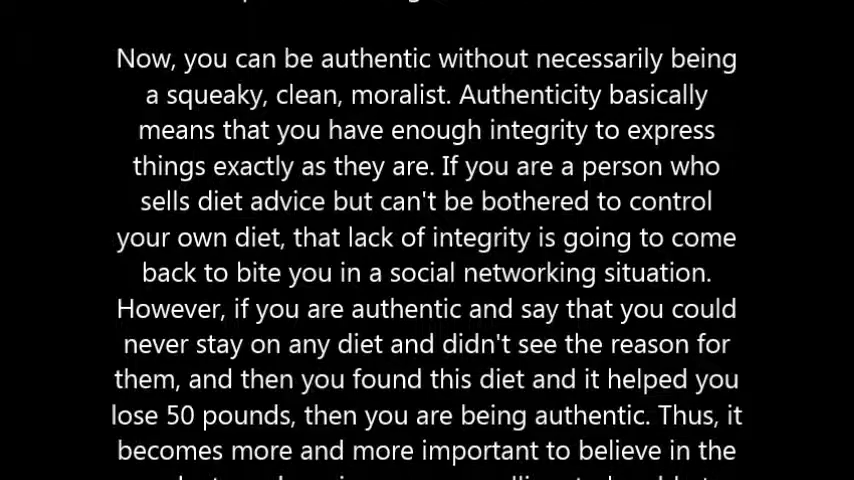 Now, you can be authentic without necessarily being
a squeaky, clean, moralist. Authenticity basically
means that you have enough integrity to express
things exactly as they are. If you are a person who
sells diet advice but can't be bothered to control
your own diet, that lack of integrity is going to come
back to bite you in a social networking situation.
However, if you are authentic and say that you could
never stay on any diet and didn't see the reason for
them, and then you found this diet and it helped you
lose 50 pounds, then you are being authentic. Thus, it
becomes more and more important to believe in the